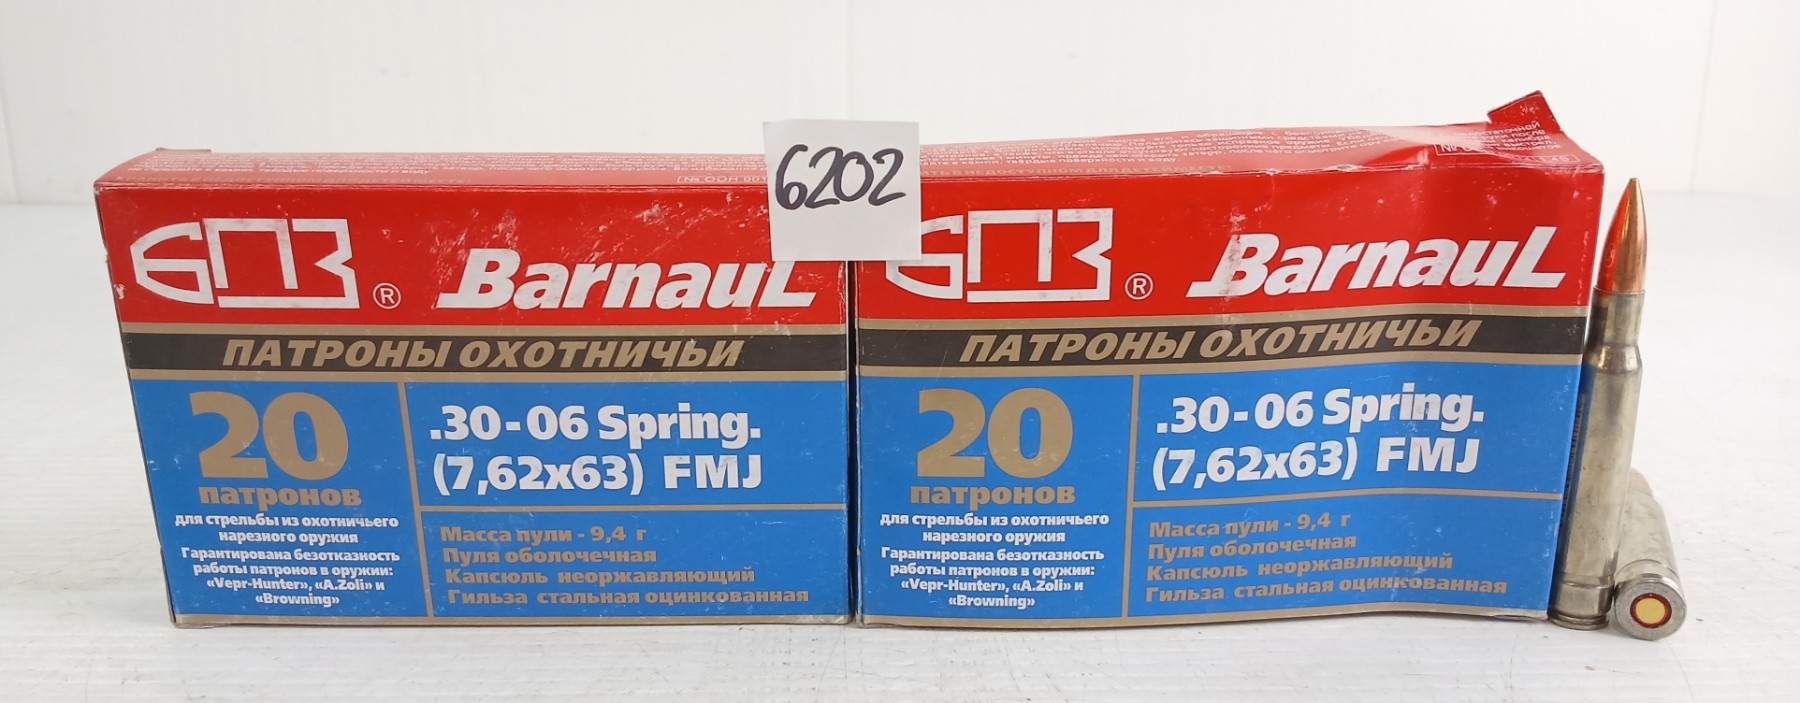 6202
№ ООН 001
БПЗ ® Barnaul
ПАТРОНЫ ОХОТНИЧЬИ
20
патронов
для стрельбы из охотничьего
нарезного оружия
Гарантирована безотказность
работы патронов в оружии:
«Vepr-Hunter», «A.Zoli» и
«Browning»
.30-06 Spring.
(7,62x63) FMJ
Масса пули - 9,4 г
Пуля оболочечная
Капсюль неоржавляющий
Гильза стальная оцинкованная
БПЗ ® Barnaul
ПАТРОНЫ ОХОТНИЧЬИ
20
патронов
для стрельбы из охотничьего
нарезного оружия
Гарантирована безотказность
работы патронов в оружии:
«Vepr-Hunter», «A.Zoli» и
«Browning»
.30-06 Spring.
(7,62x63) FMJ
Масса пули - 9,4 г
Пуля оболочечная
Капсюль неоржавляющий
Гильза стальная оцинкованная